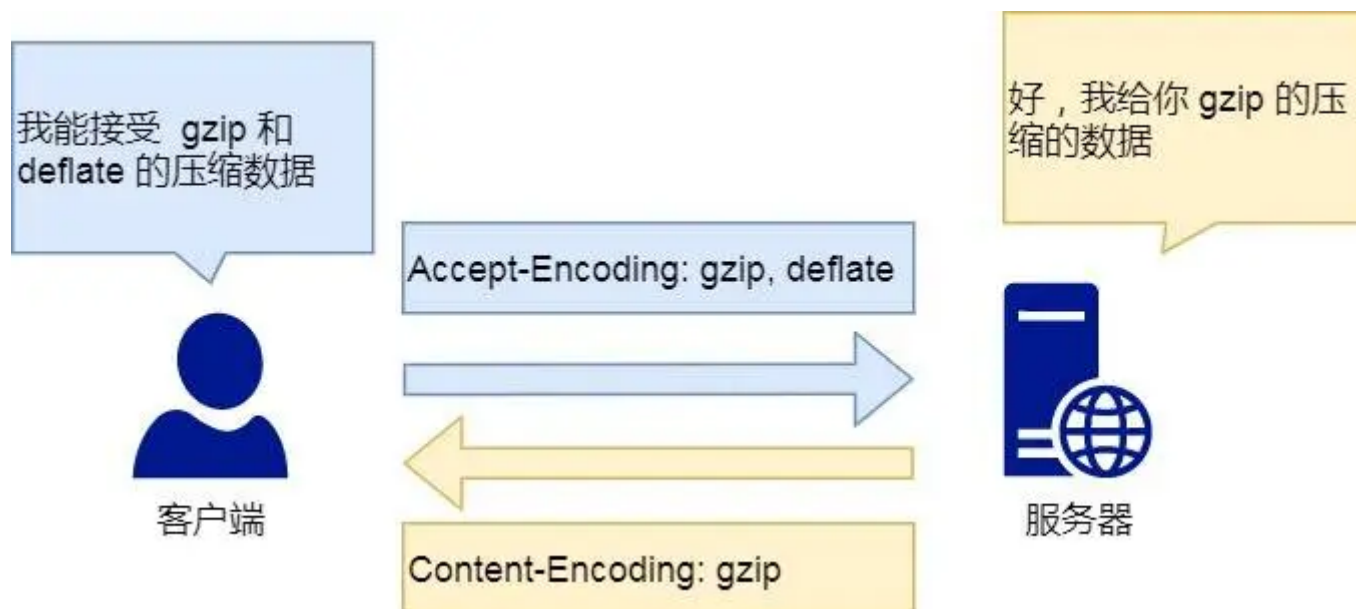 我能接受 gzip 和
deflate 的压缩数据
好，我给你 gzip 的压
缩的数据
Accept-Encoding: gzip, deflate
客户端
服务器
Content-Encoding: gzip